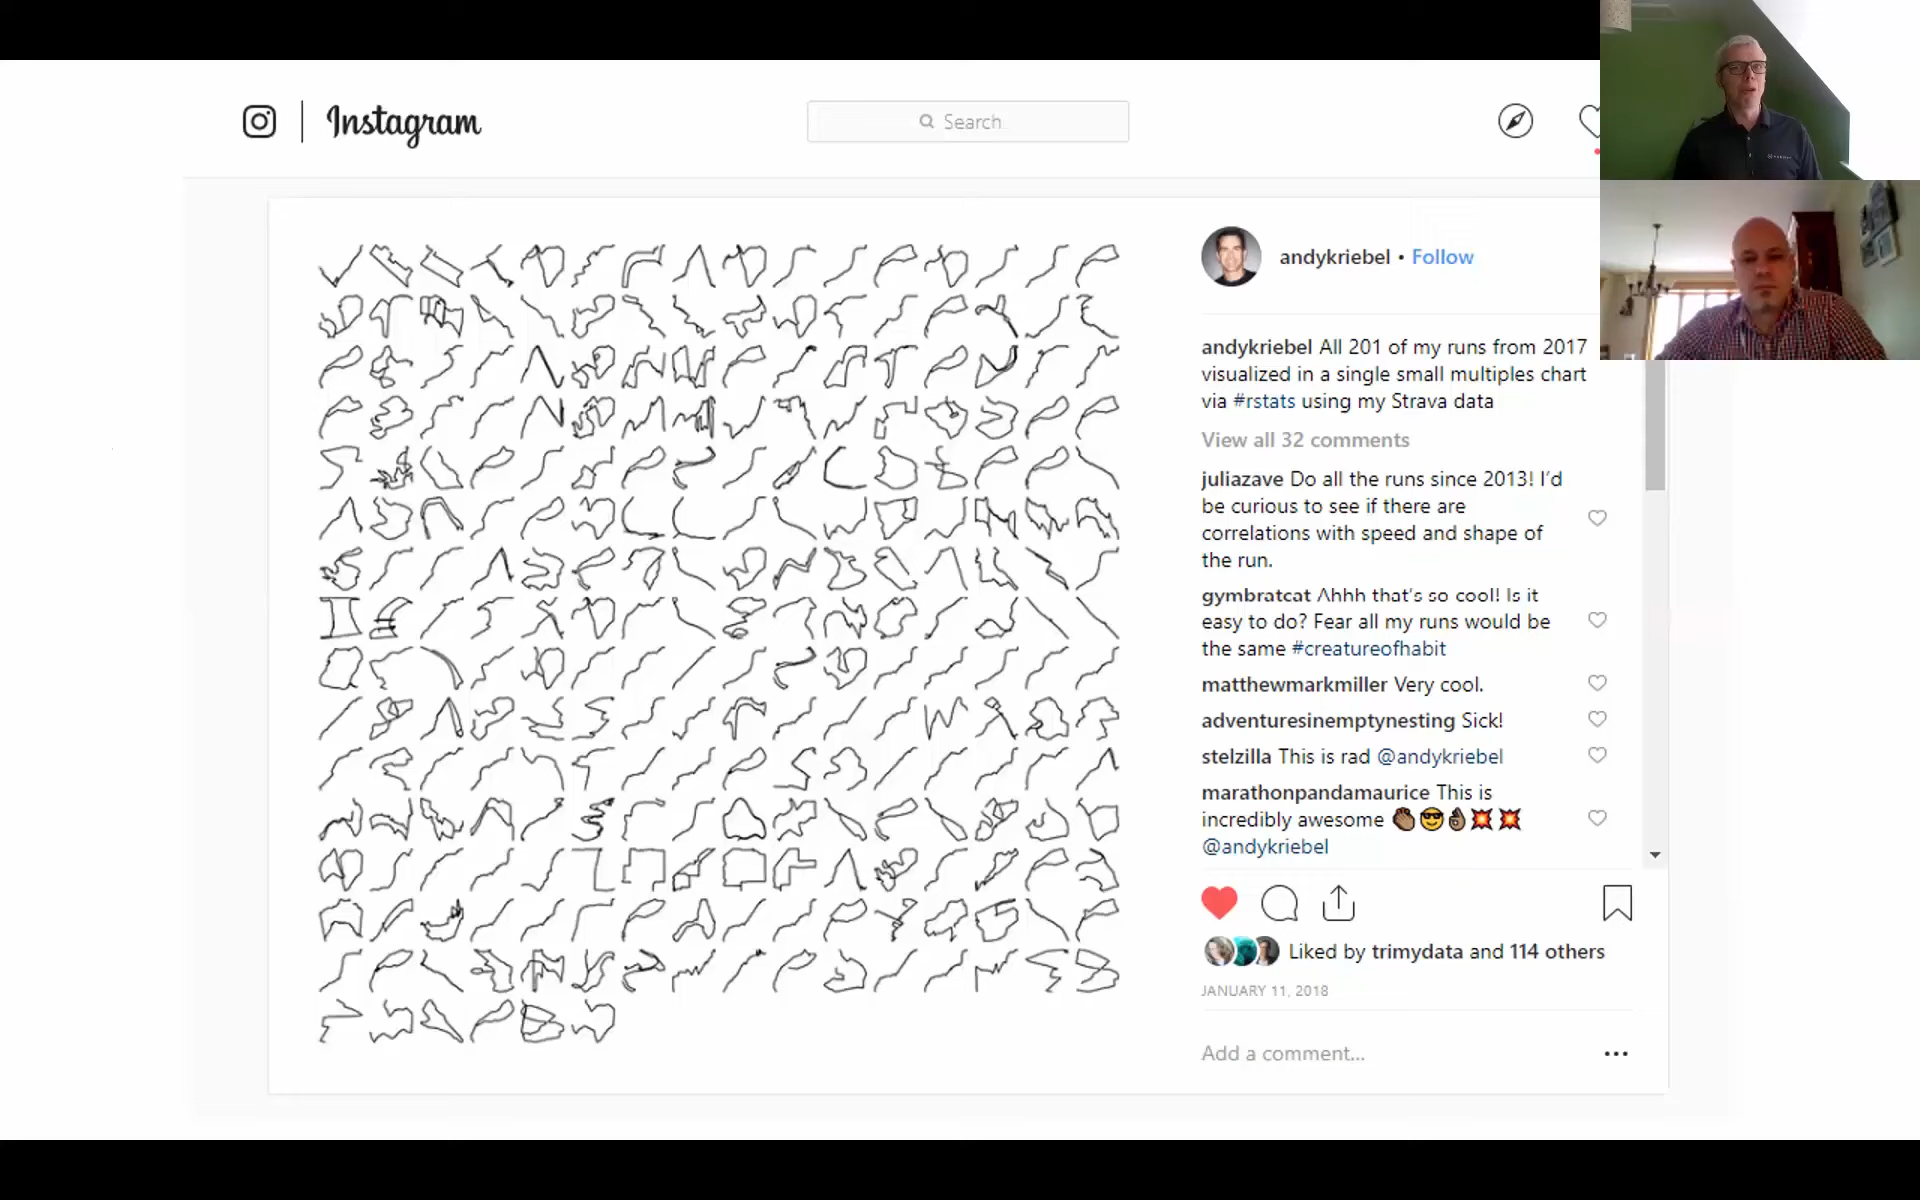 Instagram
Search
andykriebel • Follow
andykriebel All 201 of my runs from 2017
visualized in a single small multiples chart
via #rstats using my Strava data
View all 32 comments
juliazave Do all the runs since 2013! I'd
be curious to see if there are
correlations with speed and shape of
the run.
gymbratcat Ahhh that's so cool! Is it
easy to do? Fear all my runs would be
the same #creatureofhabit
matthewmarkmiller Very cool.
adventuresinemptynesting Sick!
stelzilla This is rad @andykriebel
marathonpandamaurice This is
incredibly awesome ✊🏾😎👌🏾💥💥
@andykriebel
Liked by trimydata and 114 others
JANUARY 11, 2018
Add a comment...